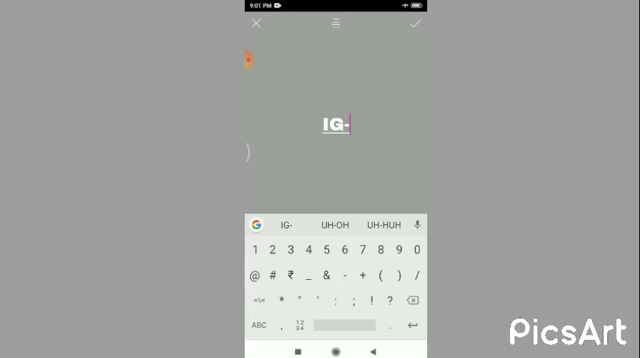 9:01 PM
IG-
IG- UH-OH UH-HUH
1 2 3 4 5 6 7 8 9 0
@ # ₹ _ & - + ( ) /
=\< * " ' : ; ! ?
ABC , 12 34 .
PicsArt